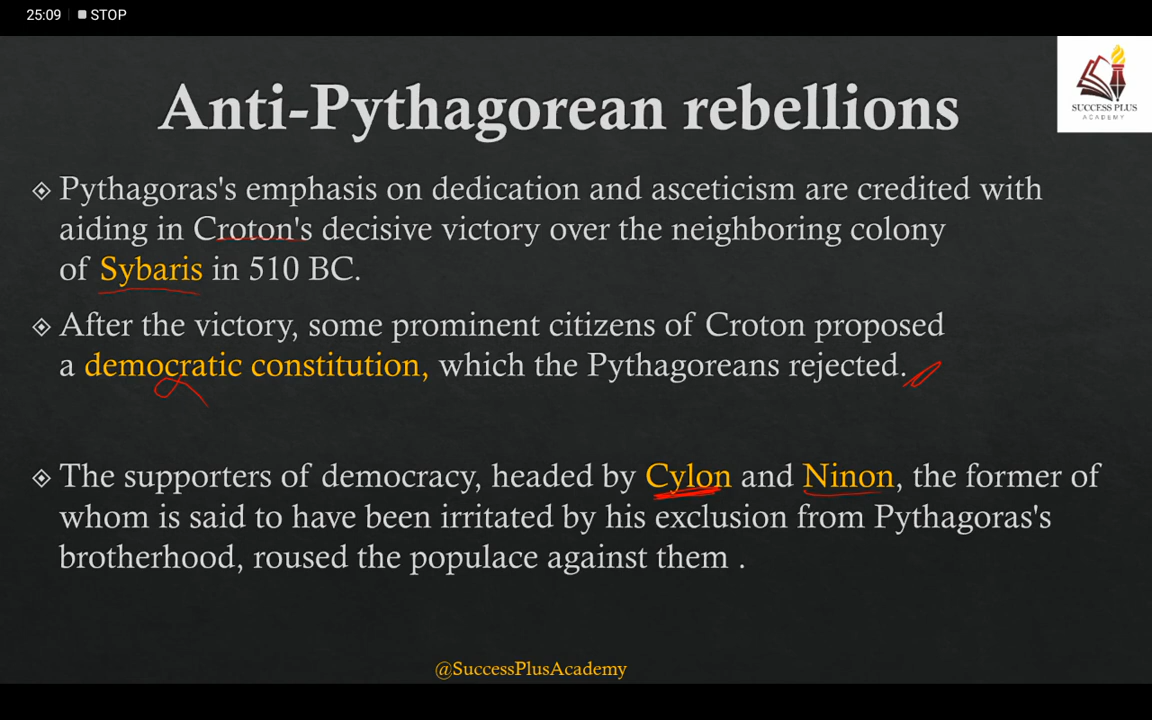 25:09 STOP
SUCCESS PLUS
ACADEMY
Anti-Pythagorean rebellions
Pythagoras's emphasis on dedication and asceticism are credited with
aiding in Croton's decisive victory over the neighboring colony
of Sybaris in 510 BC.
After the victory, some prominent citizens of Croton proposed
a democratic constitution, which the Pythagoreans rejected.
The supporters of democracy, headed by Cylon and Ninon, the former of
whom is said to have been irritated by his exclusion from Pythagoras's
brotherhood, roused the populace against them .
@SuccessPlusAcademy